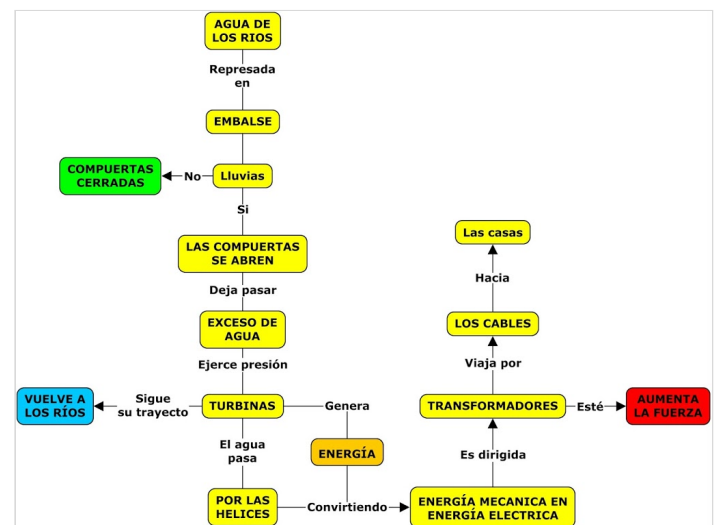 AGUA DE
LOS RIOS
Represada
en
EMBALSE
Lluvias
No
COMPUERTAS
CERRADAS
Si
LAS COMPUERTAS
SE ABREN
Deja pasar
EXCESO DE
AGUA
Ejerce presión
TURBINAS
Sigue
su trayecto
VUELVE A
LOS RÍOS
Genera
ENERGÍA
El agua
pasa
POR LAS
HELICES
Convirtiendo
ENERGÍA MECANICA EN
ENERGÍA ELECTRICA
Es dirigida
TRANSFORMADORES
Esté
AUMENTA
LA FUERZA
Viaja por
LOS CABLES
Hacia
Las casas